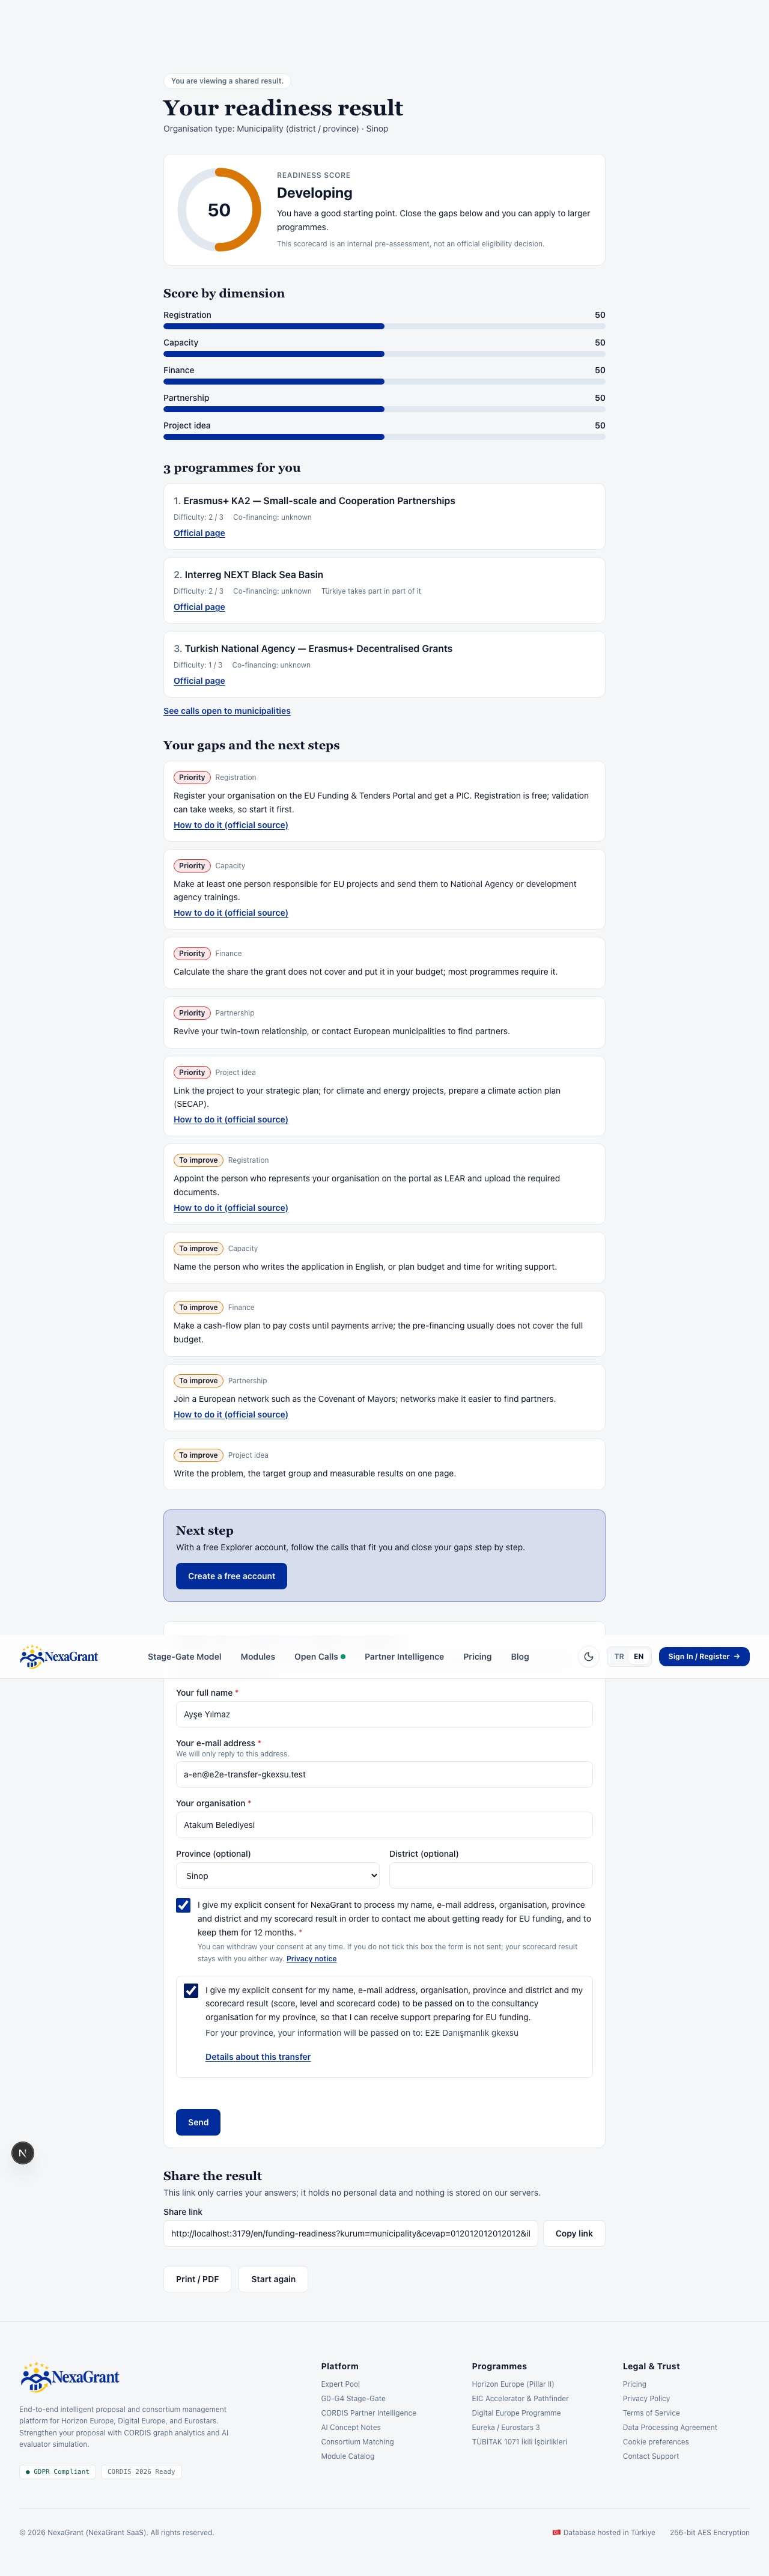 You are viewing a shared result.
Your readiness result
Organisation type: Municipality (district / province) · Sinop
50
READINESS SCORE
Developing
You have a good starting point. Close the gaps below and you can apply to larger
programmes.
This scorecard is an internal pre-assessment, not an official eligibility decision.
Score by dimension
Registration 50
Capacity 50
Finance 50
Partnership 50
Project idea 50
3 programmes for you
1. Erasmus+ KA2 — Small-scale and Cooperation Partnerships
Difficulty: 2 / 3 Co-financing: unknown
Official page
2. Interreg NEXT Black Sea Basin
Difficulty: 2 / 3 Co-financing: unknown Türkiye takes part in part of it
Official page
3. Turkish National Agency — Erasmus+ Decentralised Grants
Difficulty: 1 / 3 Co-financing: unknown
Official page
See calls open to municipalities
Your gaps and the next steps
Priority Registration
Register your organisation on the EU Funding & Tenders Portal and get a PIC. Registration is free; validation
can take weeks, so start it first.
How to do it (official source)
Priority Capacity
Make at least one person responsible for EU projects and send them to National Agency or development
agency trainings.
How to do it (official source)
Priority Finance
Calculate the share the grant does not cover and put it in your budget; most programmes require it.
Priority Partnership
Revive your twin-town relationship, or contact European municipalities to find partners.
Priority Project idea
Link the project to your strategic plan; for climate and energy projects, prepare a climate action plan
(SECAP).
How to do it (official source)
To improve Registration
Appoint the person who represents your organisation on the portal as LEAR and upload the required
documents.
How to do it (official source)
To improve Capacity
Name the person who writes the application in English, or plan budget and time for writing support.
To improve Finance
Make a cash-flow plan to pay costs until payments arrive; the pre-financing usually does not cover the full
budget.
To improve Partnership
Join a European network such as the Covenant of Mayors; networks make it easier to find partners.
How to do it (official source)
To improve Project idea
Write the problem, the target group and measurable results on one page.
Next step
With a free Explorer account, follow the calls that fit you and close your gaps step by step.
Create a free account
NexaGrant Stage-Gate Model Modules Open Calls Partner Intelligence Pricing Blog TR EN Sign In / Register →
Your full name *
Ayşe Yılmaz
Your e-mail address *
We will only reply to this address.
a-en@e2e-transfer-gkexsu.test
Your organisation *
Atakum Belediyesi
Province (optional) District (optional)
Sinop
I give my explicit consent for NexaGrant to process my name, e-mail address, organisation, province
and district and my scorecard result in order to contact me about getting ready for EU funding, and to
keep them for 12 months. *
You can withdraw your consent at any time. If you do not tick this box the form is not sent; your scorecard result
stays with you either way. Privacy notice
I give my explicit consent for my name, e-mail address, organisation, province and district and my
scorecard result (score, level and scorecard code) to be passed on to the consultancy
organisation for my province, so that I can receive support preparing for EU funding.
For your province, your information will be passed on to: E2E Danışmanlık gkexsu
Details about this transfer
Send
N
Share the result
This link only carries your answers; it holds no personal data and nothing is stored on our servers.
Share link
http://localhost:3179/en/funding-readiness?kurum=municipality&cevap=012012012012012&il Copy link
Print / PDF Start again
NexaGrant
End-to-end intelligent proposal and consortium management
platform for Horizon Europe, Digital Europe, and Eurostars.
Strengthen your proposal with CORDIS graph analytics and AI
evaluator simulation.
● GDPR Compliant CORDIS 2026 Ready
Platform
Expert Pool
G0-G4 Stage-Gate
CORDIS Partner Intelligence
AI Concept Notes
Consortium Matching
Module Catalog
Programmes
Horizon Europe (Pillar II)
EIC Accelerator & Pathfinder
Digital Europe Programme
Eureka / Eurostars 3
TÜBİTAK 1071 İkili İşbirlikleri
Legal & Trust
Pricing
Privacy Policy
Terms of Service
Data Processing Agreement
Cookie preferences
Contact Support
© 2026 NexaGrant (NexaGrant SaaS). All rights reserved. Database hosted in Türkiye 256-bit AES Encryption